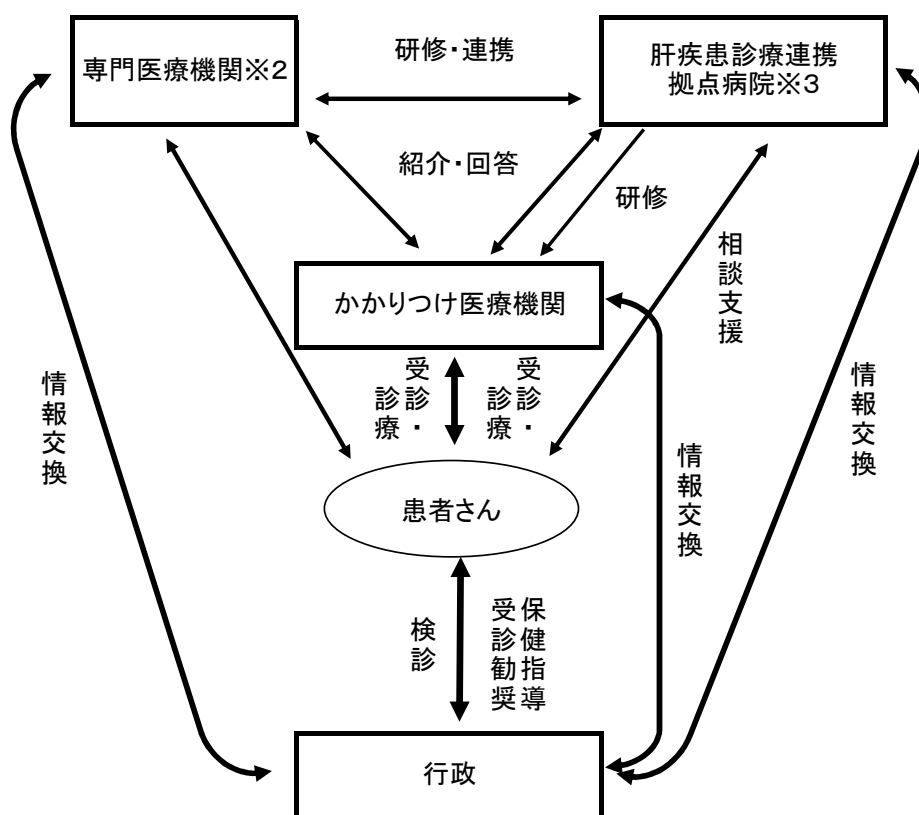 専門医療機関※2
研修・連携
肝疾患診療連携
拠点病院※3
紹介・回答
研修
かかりつけ医療機関
相談支援
受診・
診療
受診・
診療
情報交換
情報交換
情報交換
患者さん
検診
保健指導
受診勧奨
行政